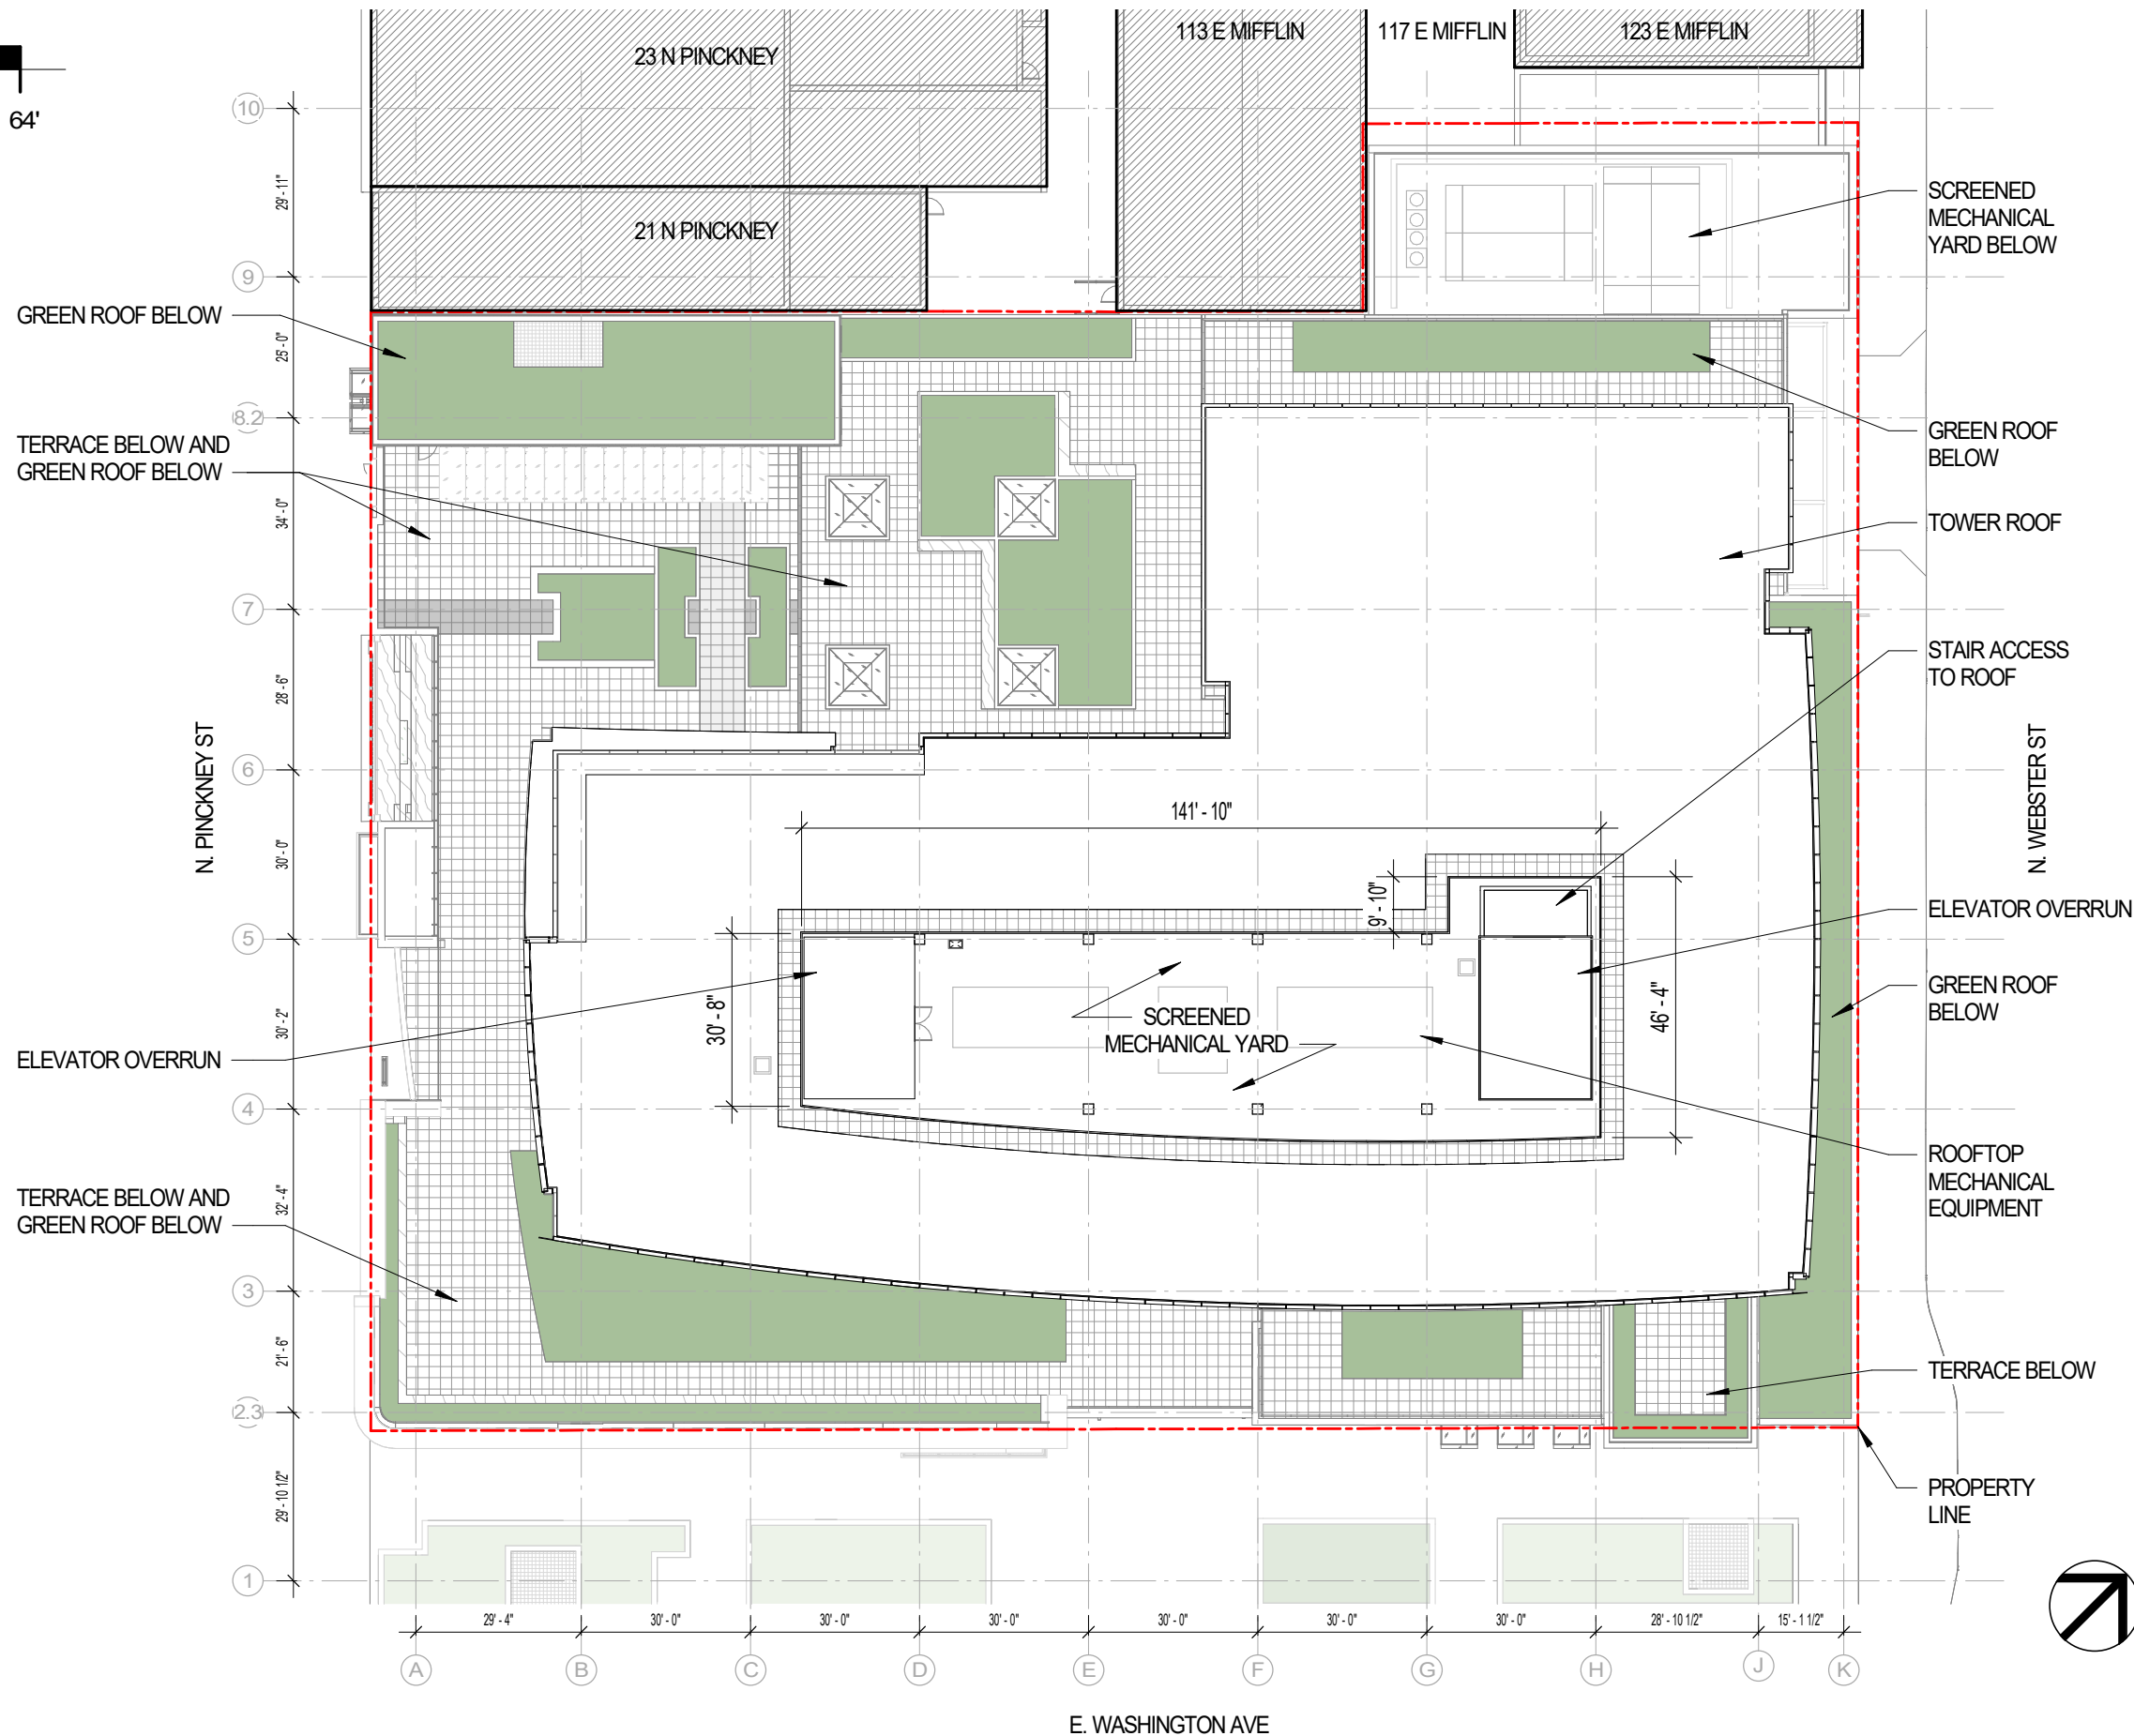 64'
23 N PINCKNEY
113 E MIFFLIN
117 E MIFFLIN
123 E MIFFLIN
21 N PINCKNEY
10
29' - 11"
9
25' - 0"
8.2
34' - 0"
7
28' - 6"
6
30' - 0"
5
30' - 2"
4
32' - 4"
3
21' - 6"
2.3
29' - 10 1/2"
1
GREEN ROOF BELOW
TERRACE BELOW AND
GREEN ROOF BELOW
N. PINCKNEY ST
ELEVATOR OVERRUN
TERRACE BELOW AND
GREEN ROOF BELOW
141' - 10"
9' - 10"
30' - 8"
46' - 4"
SCREENED
MECHANICAL YARD
SCREENED
MECHANICAL
YARD BELOW
GREEN ROOF
BELOW
TOWER ROOF
STAIR ACCESS
TO ROOF
N. WEBSTER ST
ELEVATOR OVERRUN
GREEN ROOF
BELOW
ROOFTOP
MECHANICAL
EQUIPMENT
TERRACE BELOW
PROPERTY
LINE
29' - 4"
30' - 0"
30' - 0"
30' - 0"
30' - 0"
30' - 0"
30' - 0"
28' - 10 1/2"
15' - 1 1/2"
A
B
C
D
E
F
G
H
J
K
E. WASHINGTON AVE